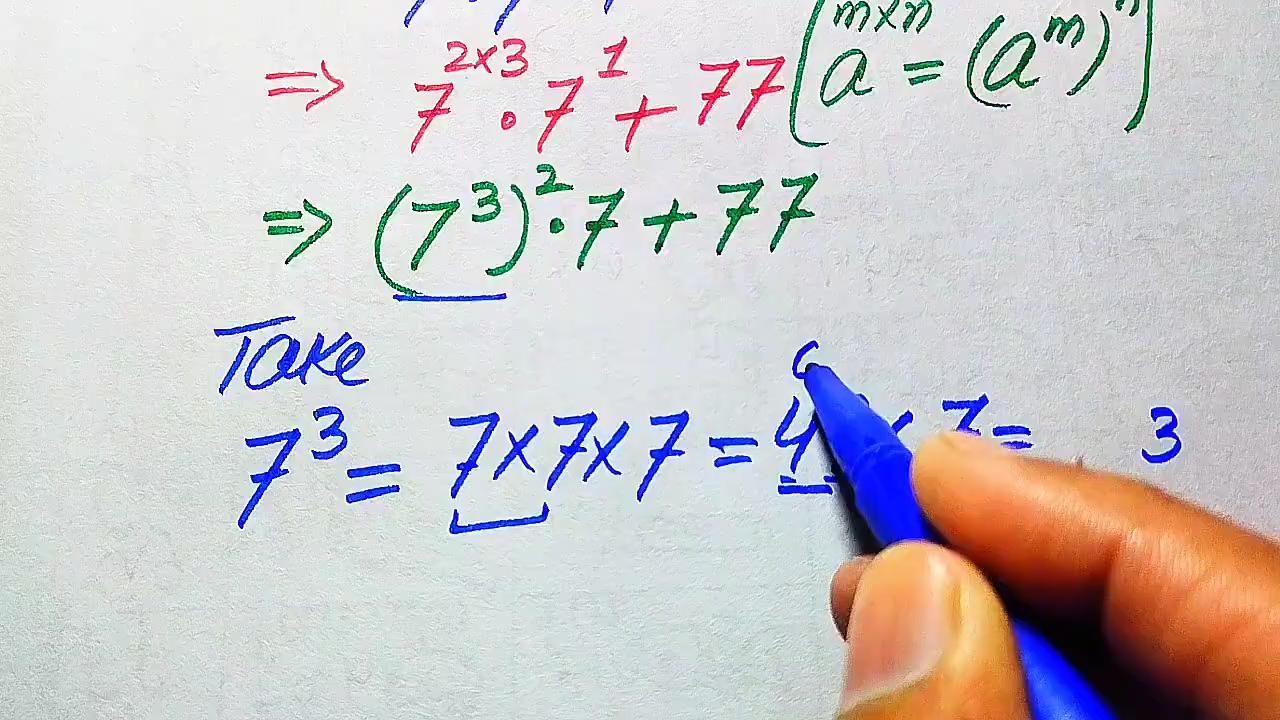 ⇒ 7^{2×3} · 7^1 + 77 [a^{m×n} = (a^m)^n]
⇒ (7^3)^2 · 7 + 77
Take
7^3 = 7×7×7 = 4 × 7 = 3